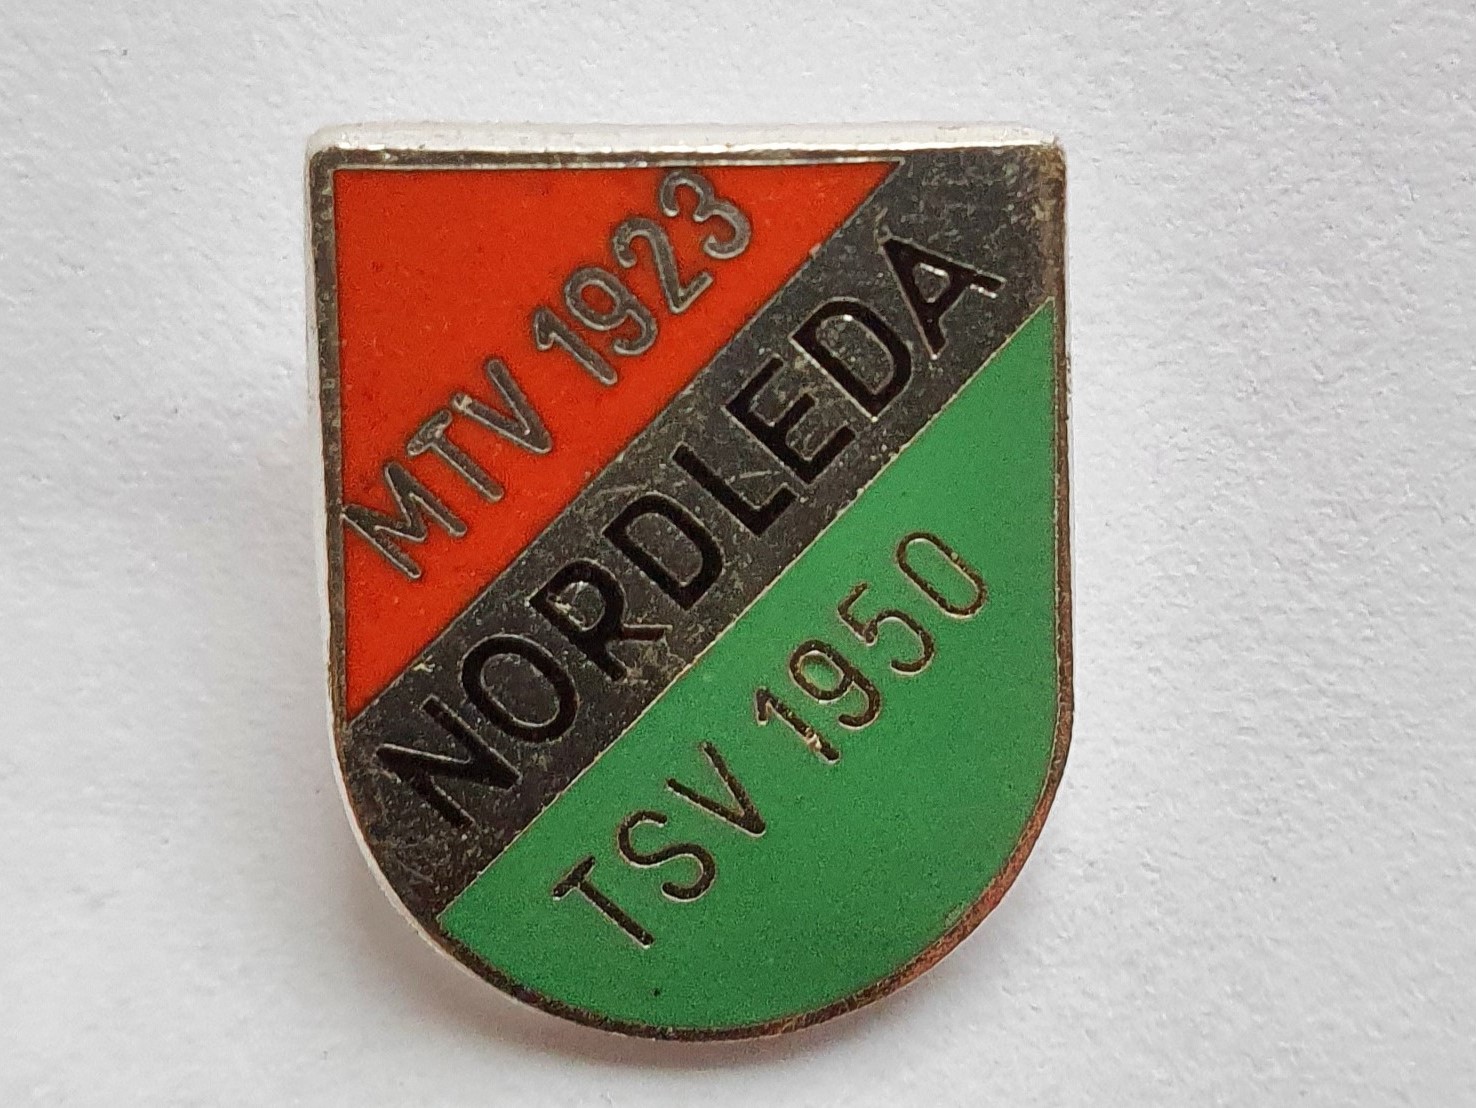 MTV 1923
NORDLEDA
TSV 1950